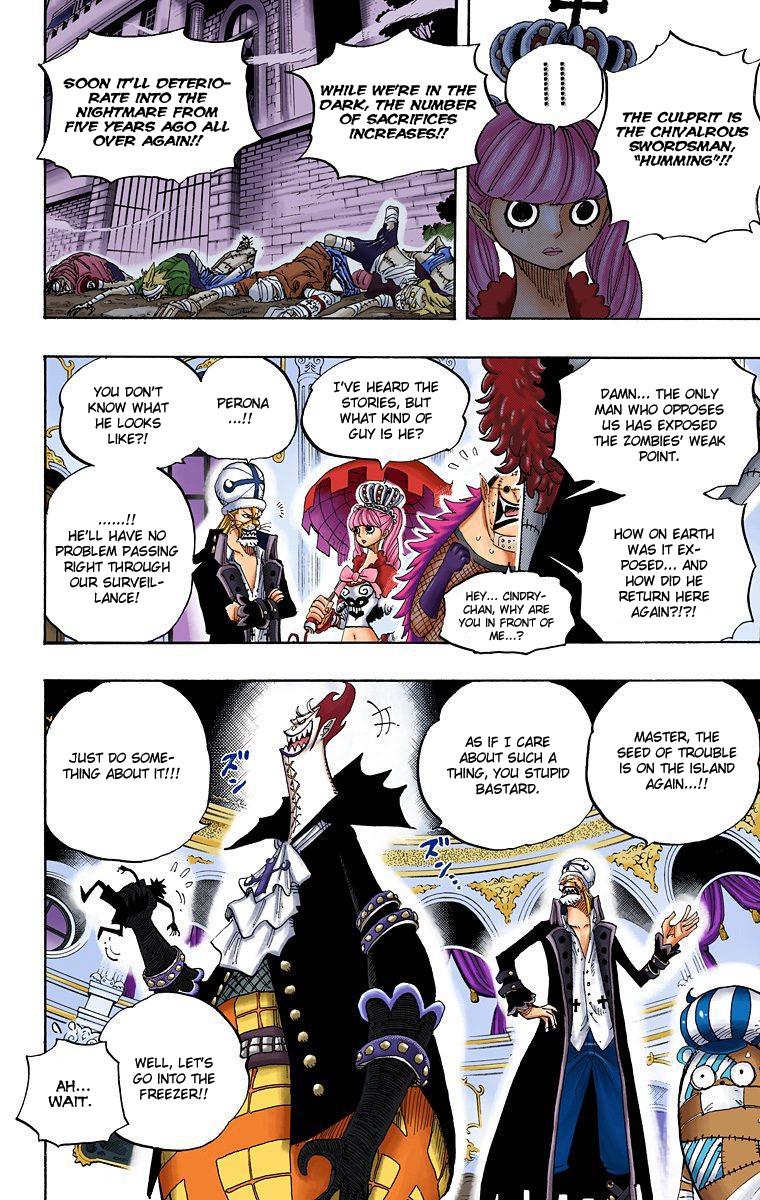 THE CULPRIT IS
THE CHIVALROUS
SWORDSMAN,
"HUMMING"!!
!!
WHILE WE'RE IN THE
DARK, THE NUMBER
OF SACRIFICES
INCREASES!!
SOON IT'LL DETERIO-
RATE INTO THE
NIGHTMARE FROM
FIVE YEARS AGO ALL
OVER AGAIN!!
DAMN... THE ONLY
MAN WHO OPPOSES
US HAS EXPOSED
THE ZOMBIES' WEAK
POINT.
HOW ON EARTH
WAS IT EX-
POSED... AND
HOW DID HE
RETURN HERE
AGAIN?!?!
HEY... CINDRY-
CHAN, WHY ARE
YOU IN FRONT OF
ME...?
I'VE HEARD THE
STORIES, BUT
WHAT KIND OF
GUY IS HE?
PERONA
...!!
YOU DON'T
KNOW WHAT
HE LOOKS
LIKE?!
......!!
HE'LL HAVE NO
PROBLEM PASSING
RIGHT THROUGH
OUR SURVEIL-
LANCE!
MASTER, THE
SEED OF TROUBLE
IS ON THE ISLAND
AGAIN...!!
AS IF I CARE
ABOUT SUCH A
THING, YOU STUPID
BASTARD.
ズン...
ズン
JUST DO SOME-
THING ABOUT IT!!!
WELL, LET'S
GO INTO THE
FREEZER!!
AH...
WAIT.